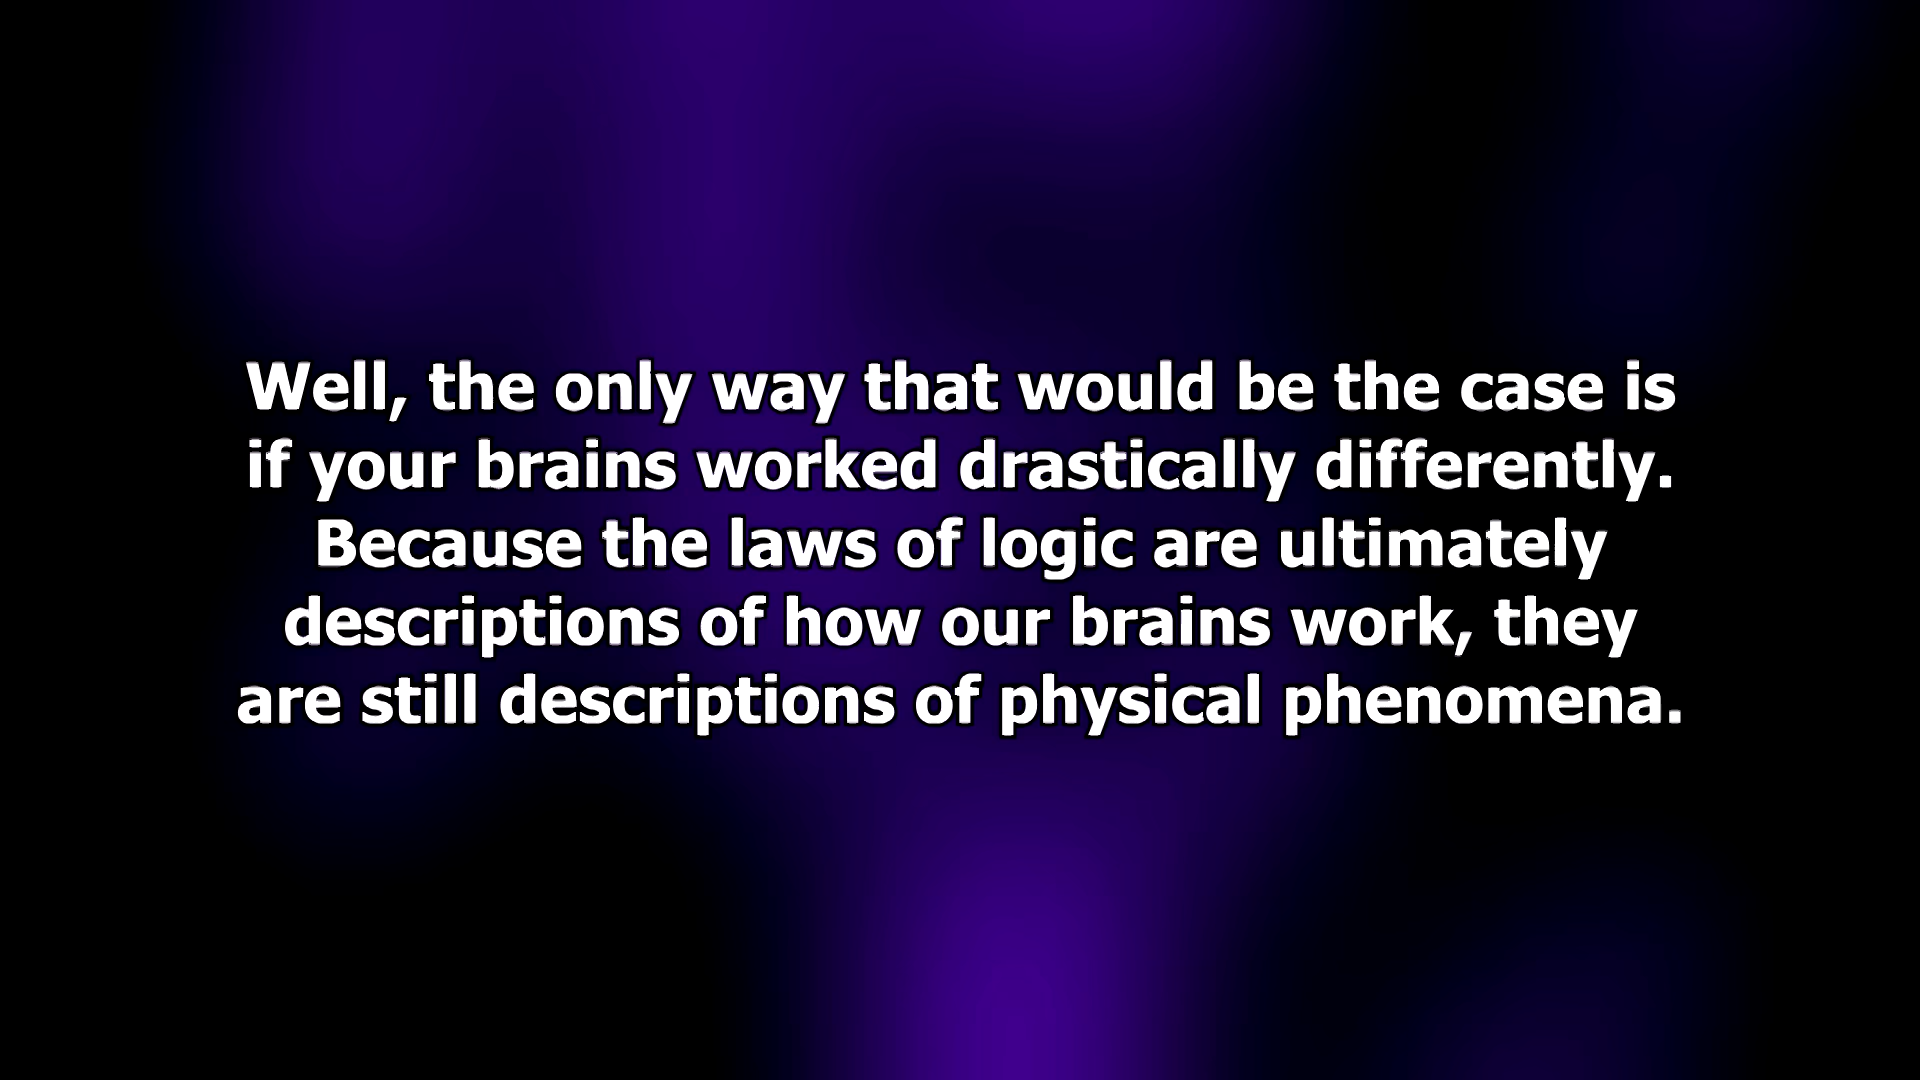 Well, the only way that would be the case is
if your brains worked drastically differently.
Because the laws of logic are ultimately
descriptions of how our brains work, they
are still descriptions of physical phenomena.